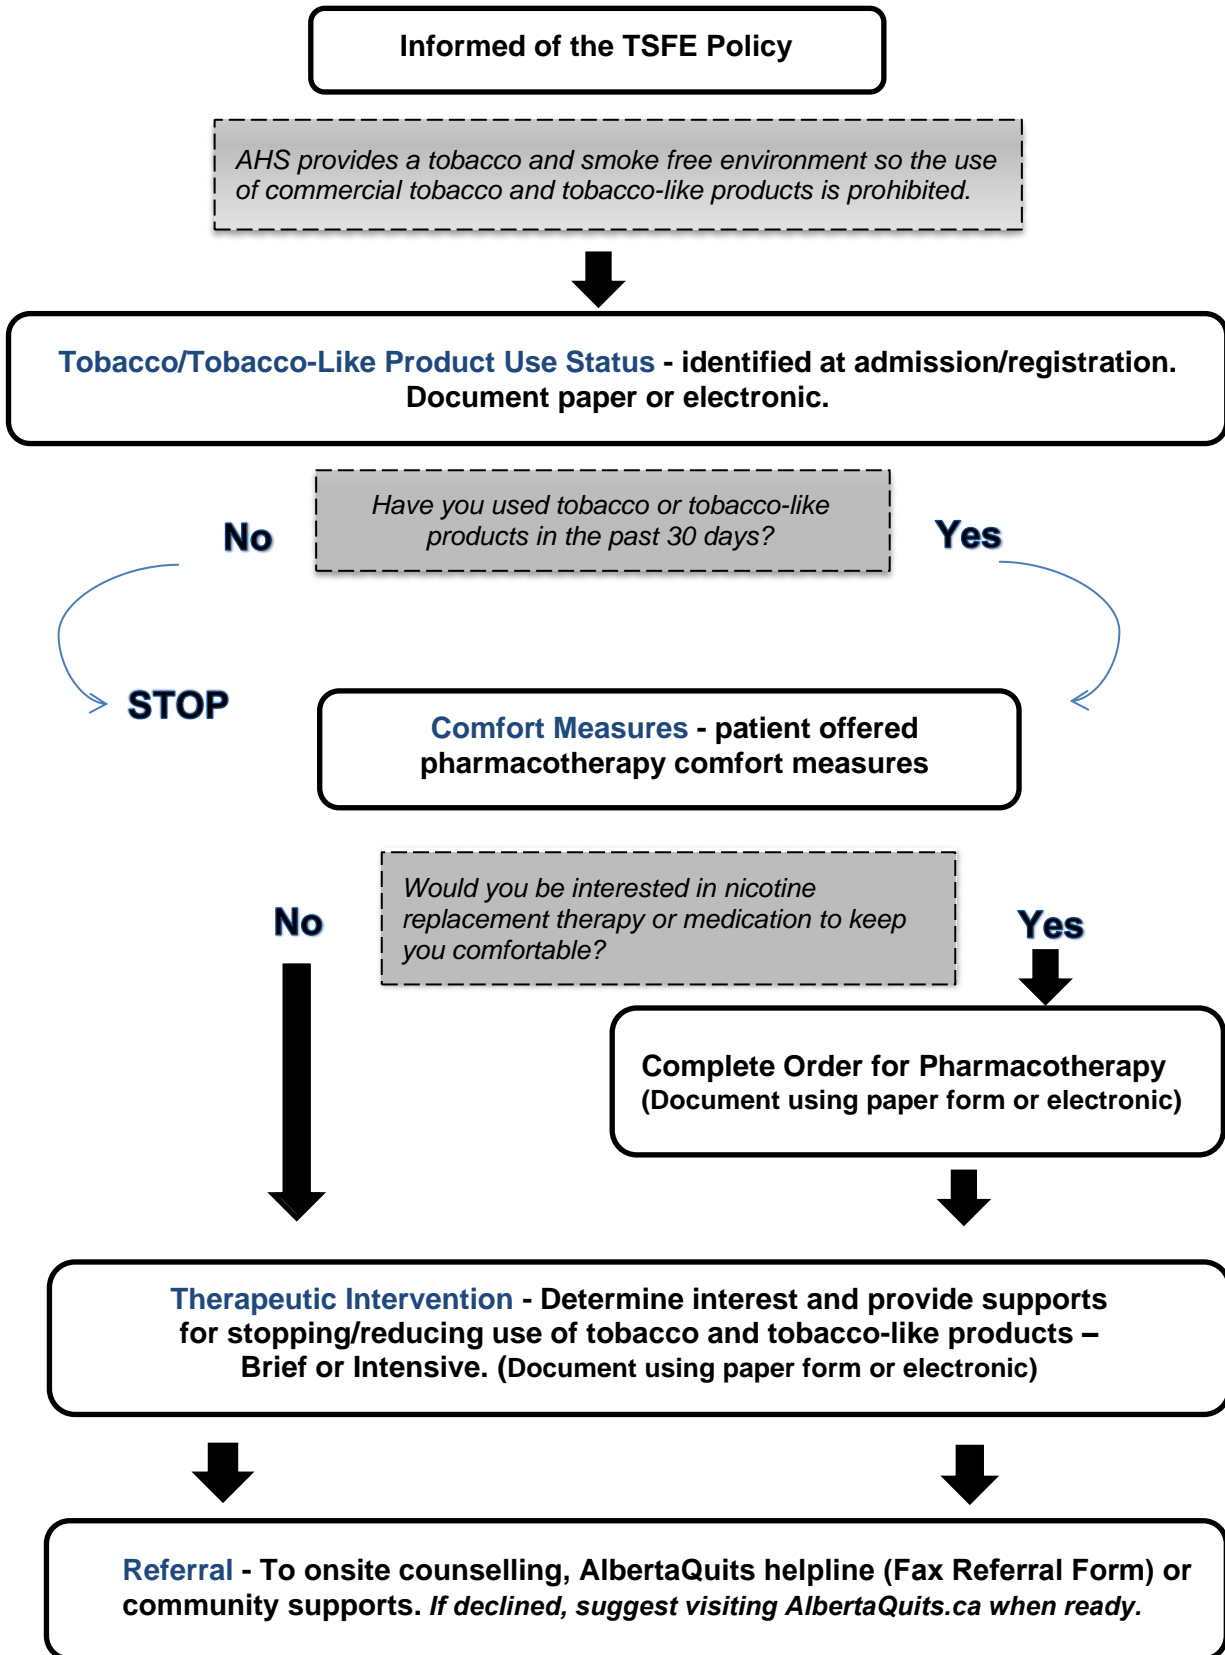 Informed of the TSFE Policy
AHS provides a tobacco and smoke free environment so the use
of commercial tobacco and tobacco-like products is prohibited.
Tobacco/Tobacco-Like Product Use Status - identified at admission/registration.
Document paper or electronic.
Have you used tobacco or tobacco-like
products in the past 30 days?
No
Yes
STOP
Comfort Measures - patient offered
pharmacotherapy comfort measures
Would you be interested in nicotine
replacement therapy or medication to keep
you comfortable?
No
Yes
Complete Order for Pharmacotherapy
(Document using paper form or electronic)
Therapeutic Intervention - Determine interest and provide supports
for stopping/reducing use of tobacco and tobacco-like products –
Brief or Intensive. (Document using paper form or electronic)
Referral - To onsite counselling, AlbertaQuits helpline (Fax Referral Form) or
community supports. If declined, suggest visiting AlbertaQuits.ca when ready.